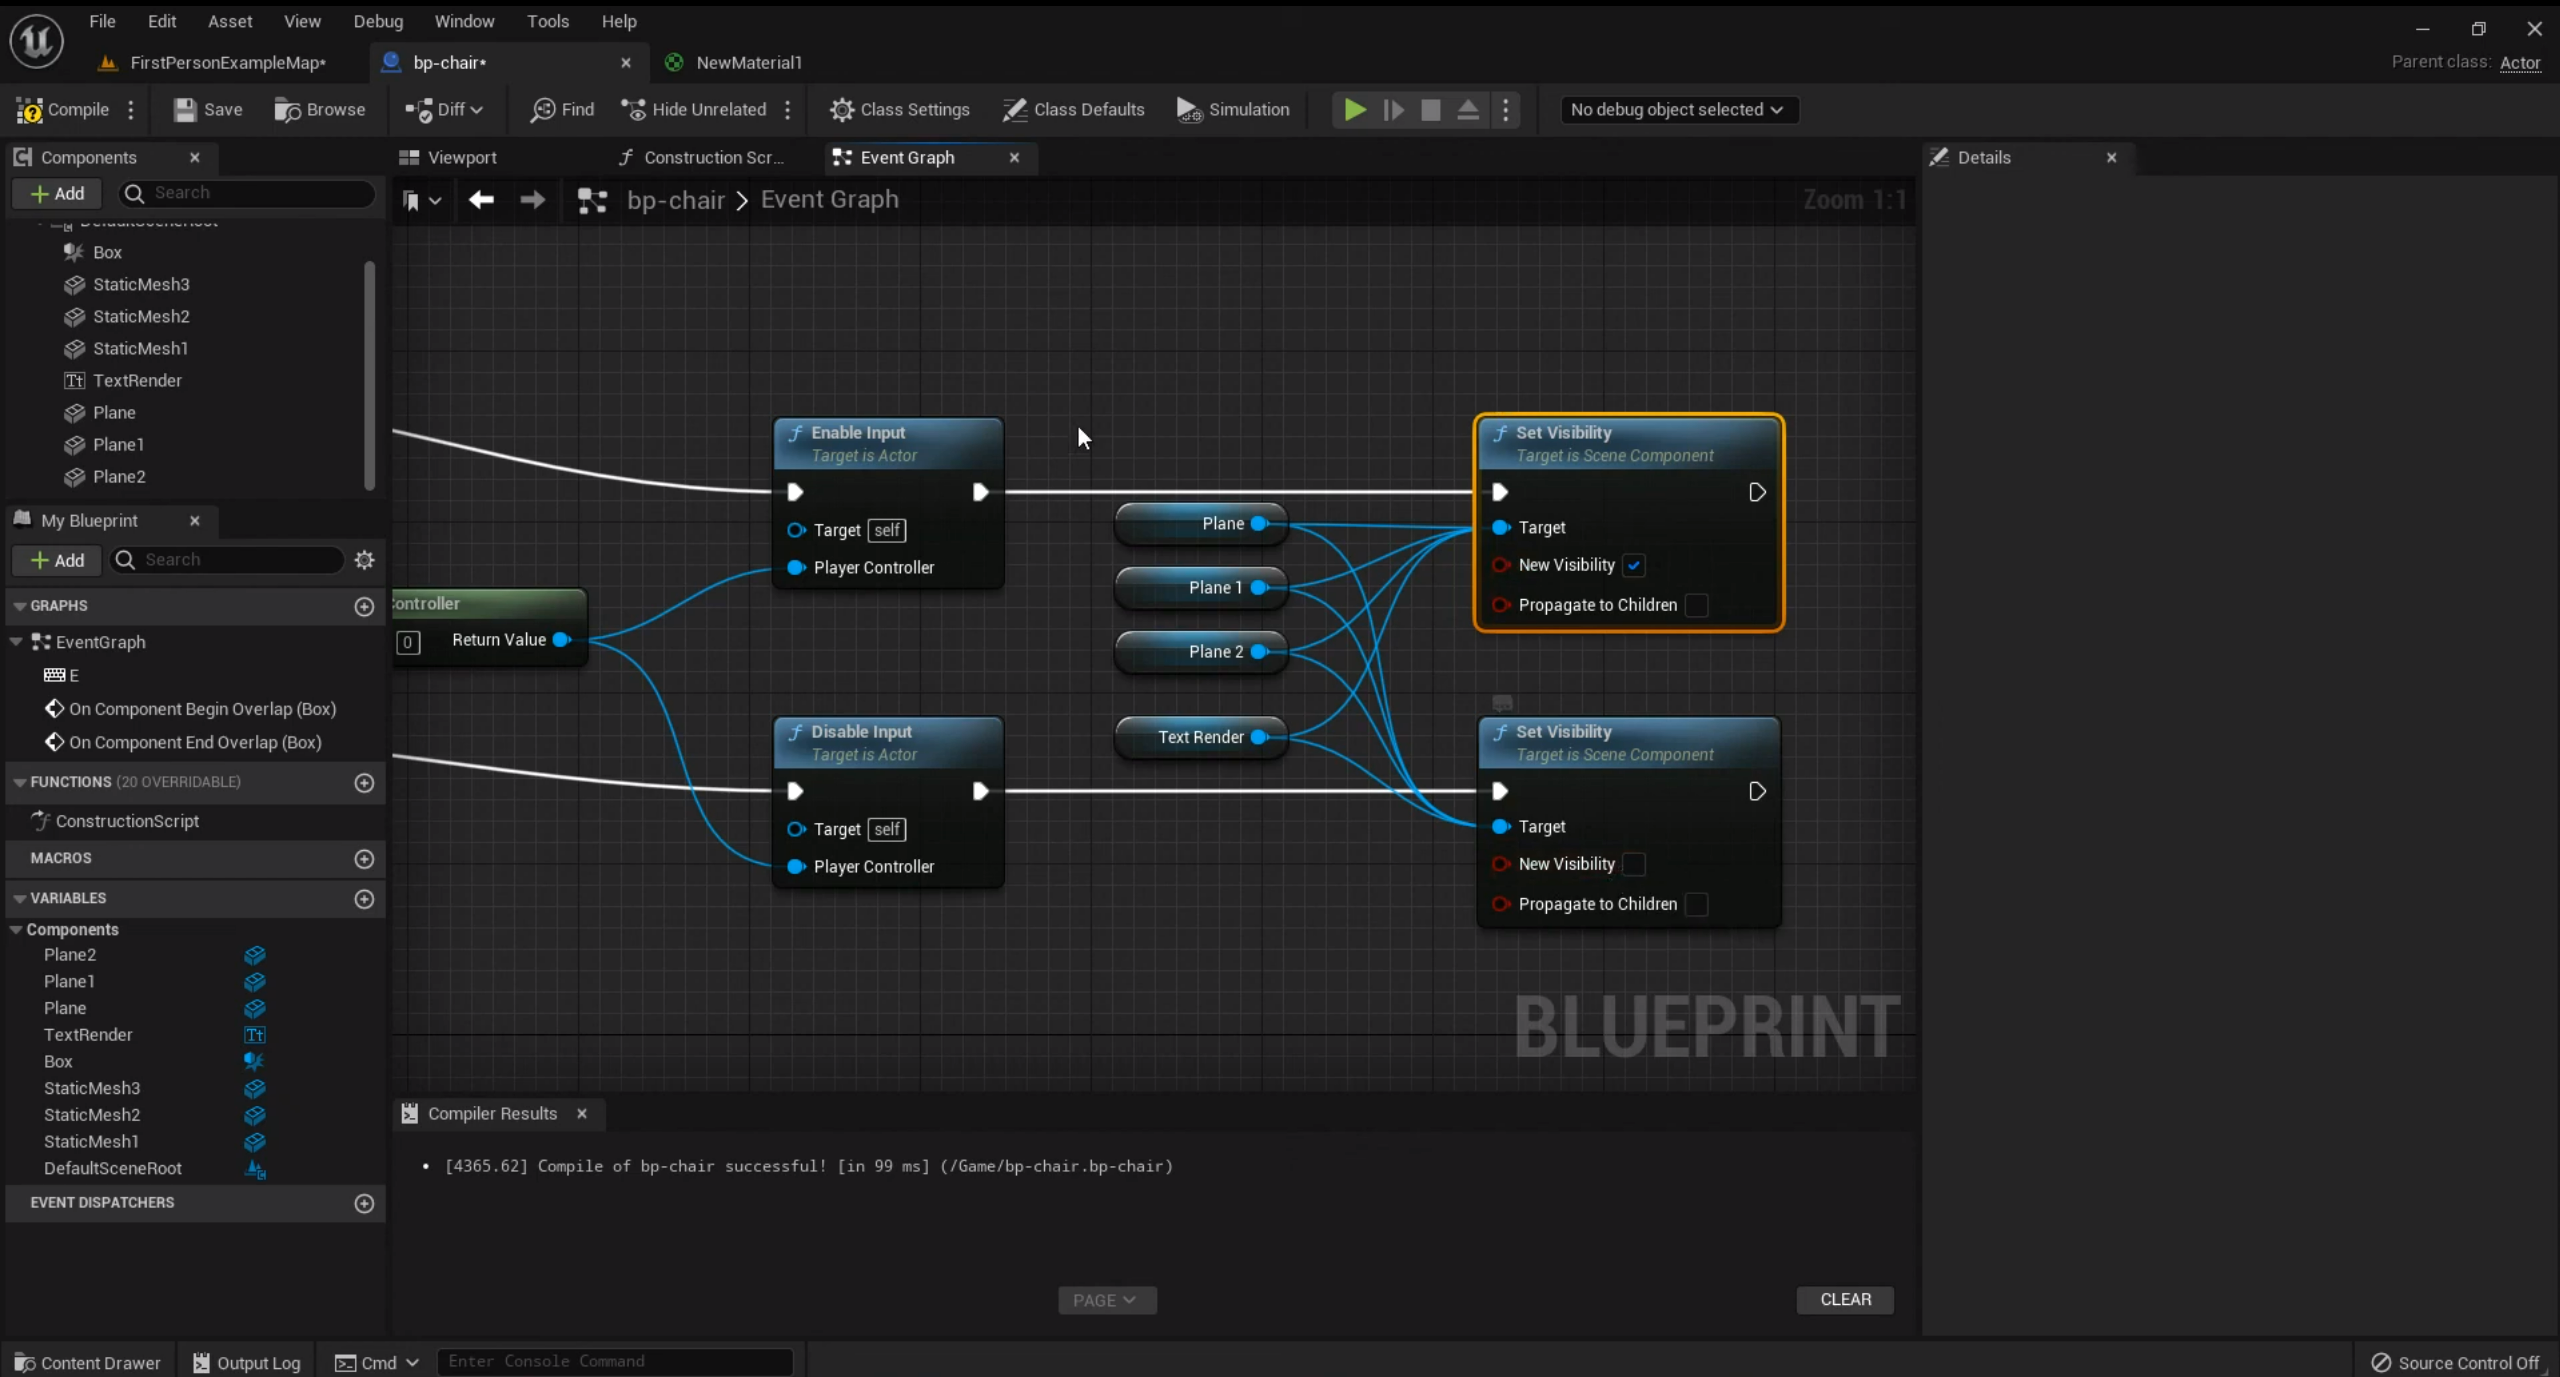 File Edit Asset View Debug Window Tools Help
FirstPersonExampleMap* bp-chair* NewMaterial1
Parent class: Actor
Compile Save Browse Diff Find Hide Unrelated Class Settings Class Defaults Simulation No debug object selected
Components
Add Search
DefaultSceneRoot
Box
StaticMesh3
StaticMesh2
StaticMesh1
TextRender
Plane
Plane1
Plane2
My Blueprint
Add Search
GRAPHS
EventGraph
E
On Component Begin Overlap (Box)
On Component End Overlap (Box)
FUNCTIONS (20 OVERRIDABLE)
ConstructionScript
MACROS
VARIABLES
Components
Plane2
Plane1
Plane
TextRender
Box
StaticMesh3
StaticMesh2
StaticMesh1
DefaultSceneRoot
EVENT DISPATCHERS
Viewport Construction Scr... Event Graph
bp-chair > Event Graph
Zoom 1:1
ontroller
0 Return Value
Enable Input
Target is Actor
Target self
Player Controller
Disable Input
Target is Actor
Target self
Player Controller
Plane
Plane 1
Plane 2
Text Render
Set Visibility
Target is Scene Component
Target
New Visibility
Propagate to Children
Set Visibility
Target is Scene Component
Target
New Visibility
Propagate to Children
BLUEPRINT
Compiler Results
[4365.62] Compile of bp-chair successful! [in 99 ms] (/Game/bp-chair.bp-chair)
PAGE
CLEAR
Details
Content Drawer Output Log Cmd Enter Console Command
Source Control Off